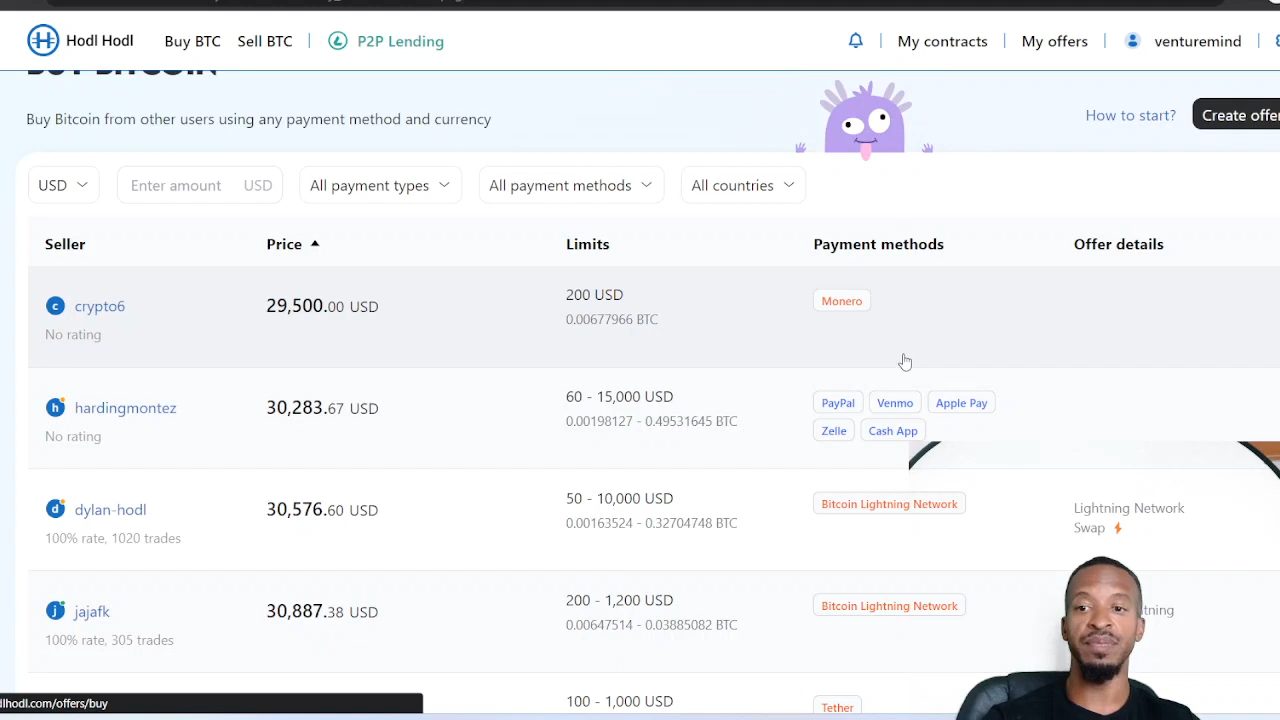 Hodl Hodl Buy BTC Sell BTC P2P Lending My contracts My offers venturemind
BUY BITCOIN
Buy Bitcoin from other users using any payment method and currency
How to start? Create offer
USD Enter amount USD All payment types All payment methods All countries
Seller Price Limits Payment methods Offer details
c crypto6 29,500.00 USD 200 USD Monero
No rating 0.00677966 BTC
h hardingmontez 30,283.67 USD 60 - 15,000 USD PayPal Venmo Apple Pay
No rating 0.00198127 - 0.49531645 BTC Zelle Cash App
d dylan-hodl 30,576.60 USD 50 - 10,000 USD Bitcoin Lightning Network Lightning Network
100% rate, 1020 trades 0.00163524 - 0.32704748 BTC Swap
j jajafk 30,887.38 USD 200 - 1,200 USD Bitcoin Lightning Network tning
100% rate, 305 trades 0.00647514 - 0.03885082 BTC
100 - 1,000 USD Tether
dlhodl.com/offers/buy